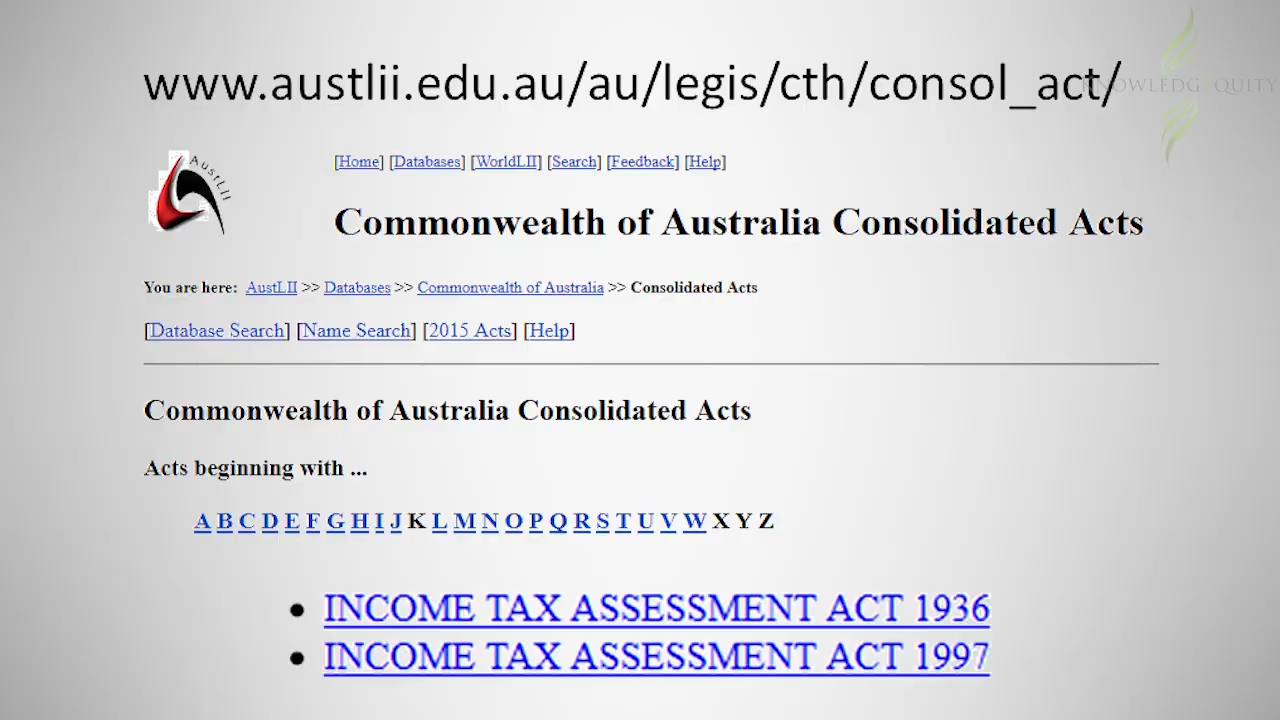 www.austlii.edu.au/au/legis/cth/consol_act/
KNOWLEDGEQUITY
AustLII
[Home] [Databases] [WorldLII] [Search] [Feedback] [Help]
Commonwealth of Australia Consolidated Acts
You are here: AustLII >> Databases >> Commonwealth of Australia >> Consolidated Acts
[Database Search] [Name Search] [2015 Acts] [Help]
Commonwealth of Australia Consolidated Acts
Acts beginning with ...
A B C D E F G H I J K L M N O P Q R S T U V W X Y Z
• INCOME TAX ASSESSMENT ACT 1936
• INCOME TAX ASSESSMENT ACT 1997